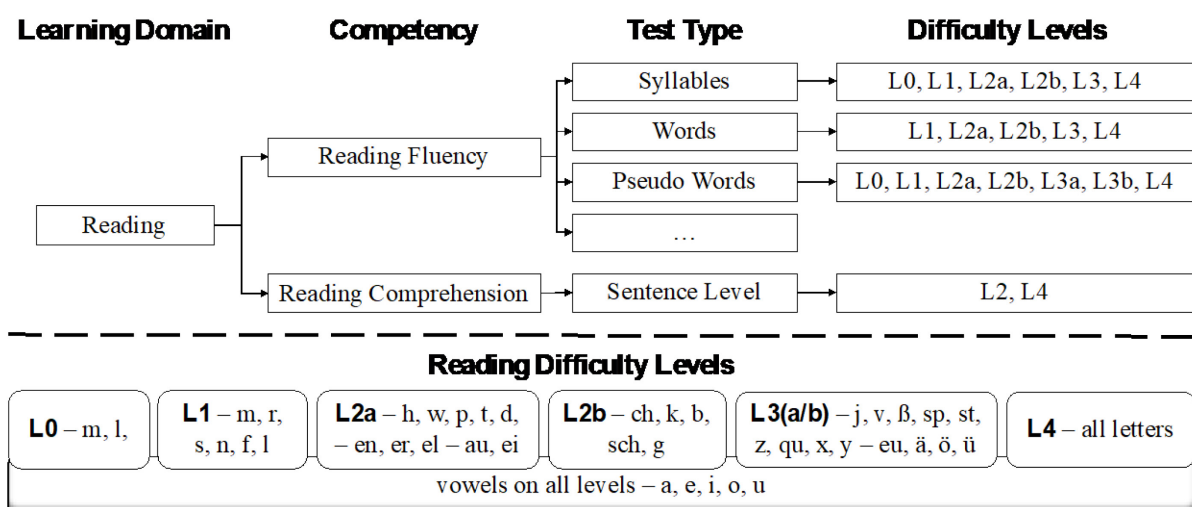 Learning Domain Competency Test Type Difficulty Levels
Syllables L0, L1, L2a, L2b, L3, L4
Words L1, L2a, L2b, L3, L4
Reading Fluency
Pseudo Words L0, L1, L2a, L2b, L3a, L3b, L4
Reading
...
Reading Comprehension Sentence Level L2, L4
Reading Difficulty Levels
L0 – m, l,
L1 – m, r,
s, n, f, l
L2a – h, w, p, t, d,
– en, er, el – au, ei
L2b – ch, k, b,
sch, g
L3(a/b) – j, v, ß, sp, st,
z, qu, x, y – eu, ä, ö, ü
L4 – all letters
vowels on all levels – a, e, i, o, u